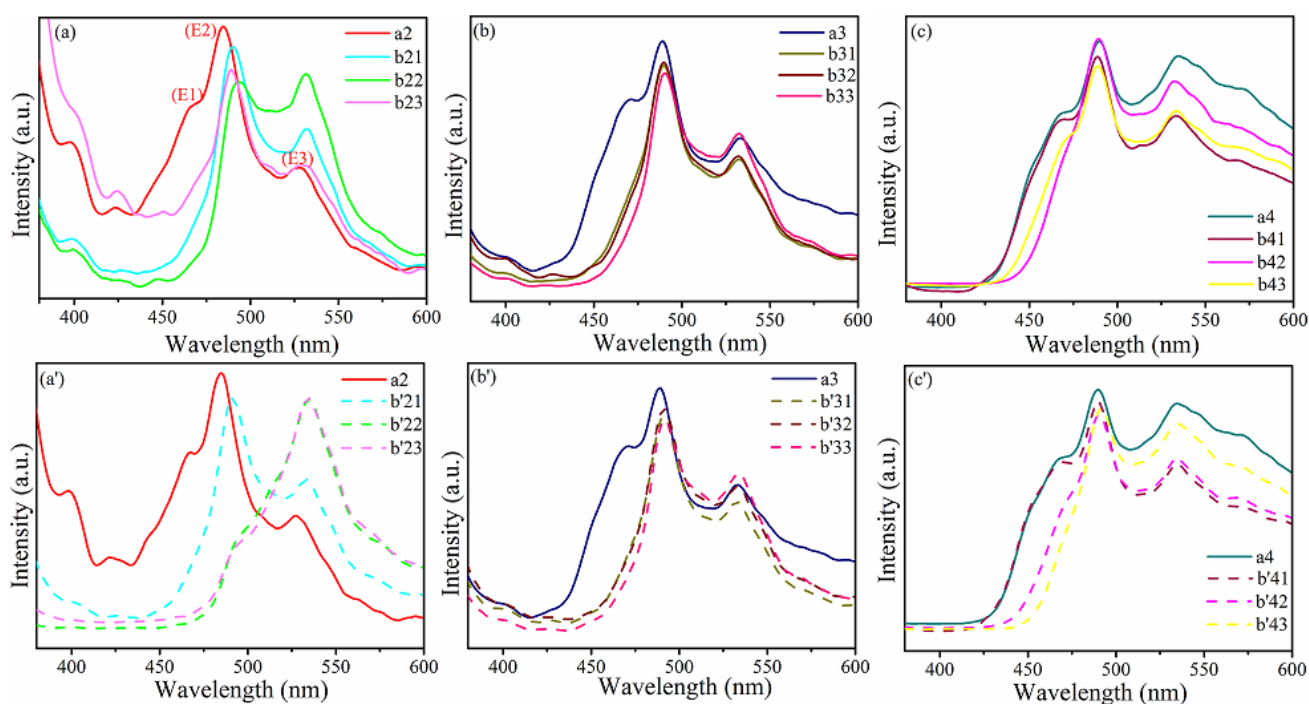 (a)
(E2)
(E1)
(E3)
a2
b21
b22
b23
Intensity (a.u.)
400 450 500 550 600
Wavelength (nm)
(b)
a3
b31
b32
b33
Intensity (a.u.)
400 450 500 550 600
Wavelength (nm)
(c)
a4
b41
b42
b43
Intensity (a.u.)
400 450 500 550 600
Wavelength (nm)
(a')
a2
b'21
b'22
b'23
Intensity (a.u.)
400 450 500 550 600
Wavelength (nm)
(b')
a3
b'31
b'32
b'33
Intensity (a.u.)
400 450 500 550 600
Wavelength (nm)
(c')
a4
b'41
b'42
b'43
Intensity (a.u.)
400 450 500 550 600
Wavelength (nm)